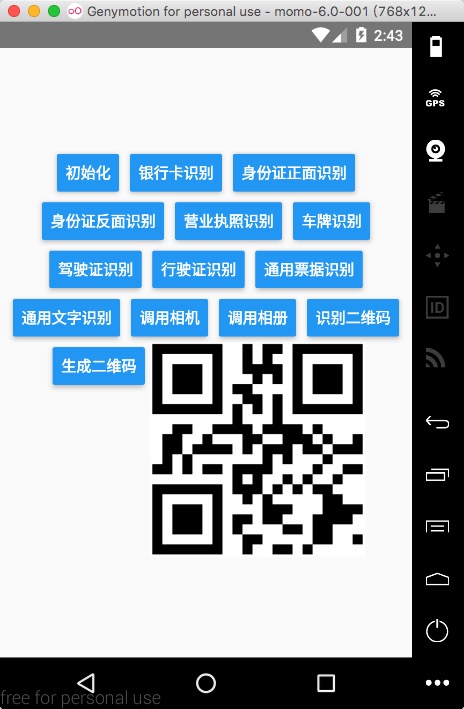 Genymotion for personal use - momo-6.0-001 (768x12...
2:43
GPS
初始化 银行卡识别 身份证正面识别
身份证反面识别 营业执照识别 车牌识别
ID
驾驶证识别 行驶证识别 通用票据识别
通用文字识别 调用相机 调用相册 识别二维码
生成二维码
free for personal use